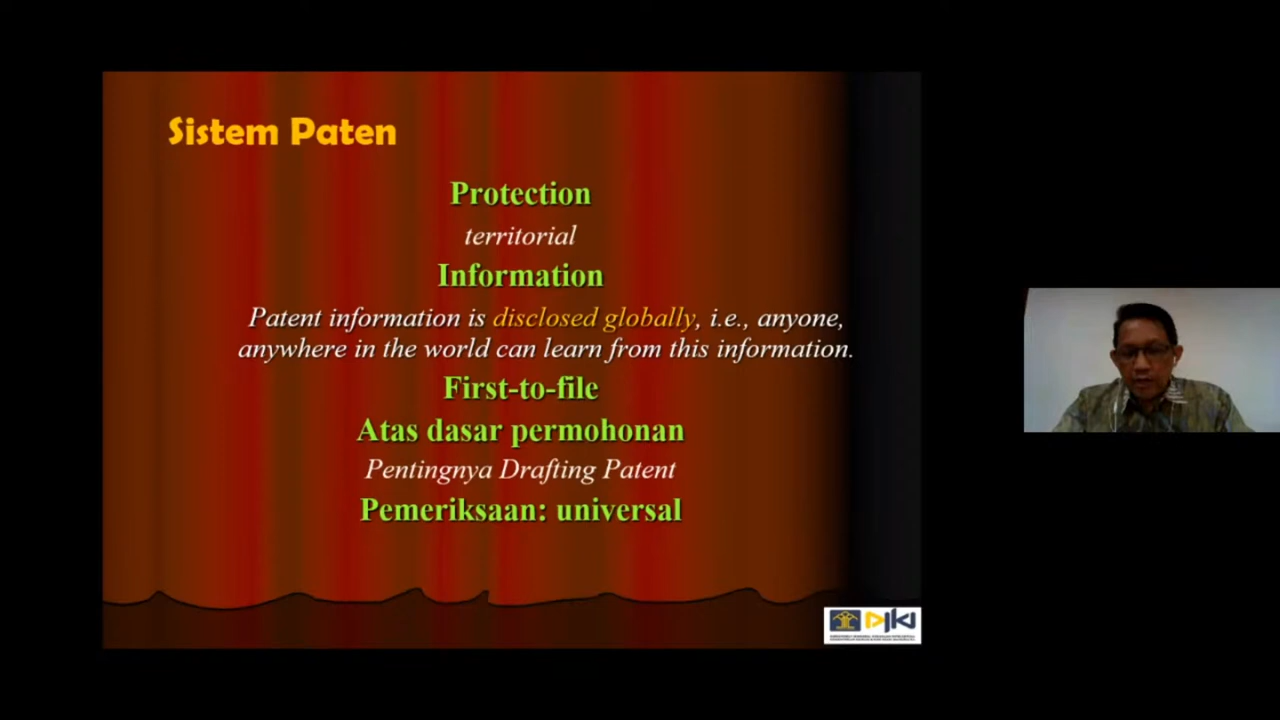 Sistem Paten
Protection
territorial
Information
Patent information is disclosed globally, i.e., anyone,
anywhere in the world can learn from this information.
First-to-file
Atas dasar permohonan
Pentingnya Drafting Patent
Pemeriksaan: universal
DJKI